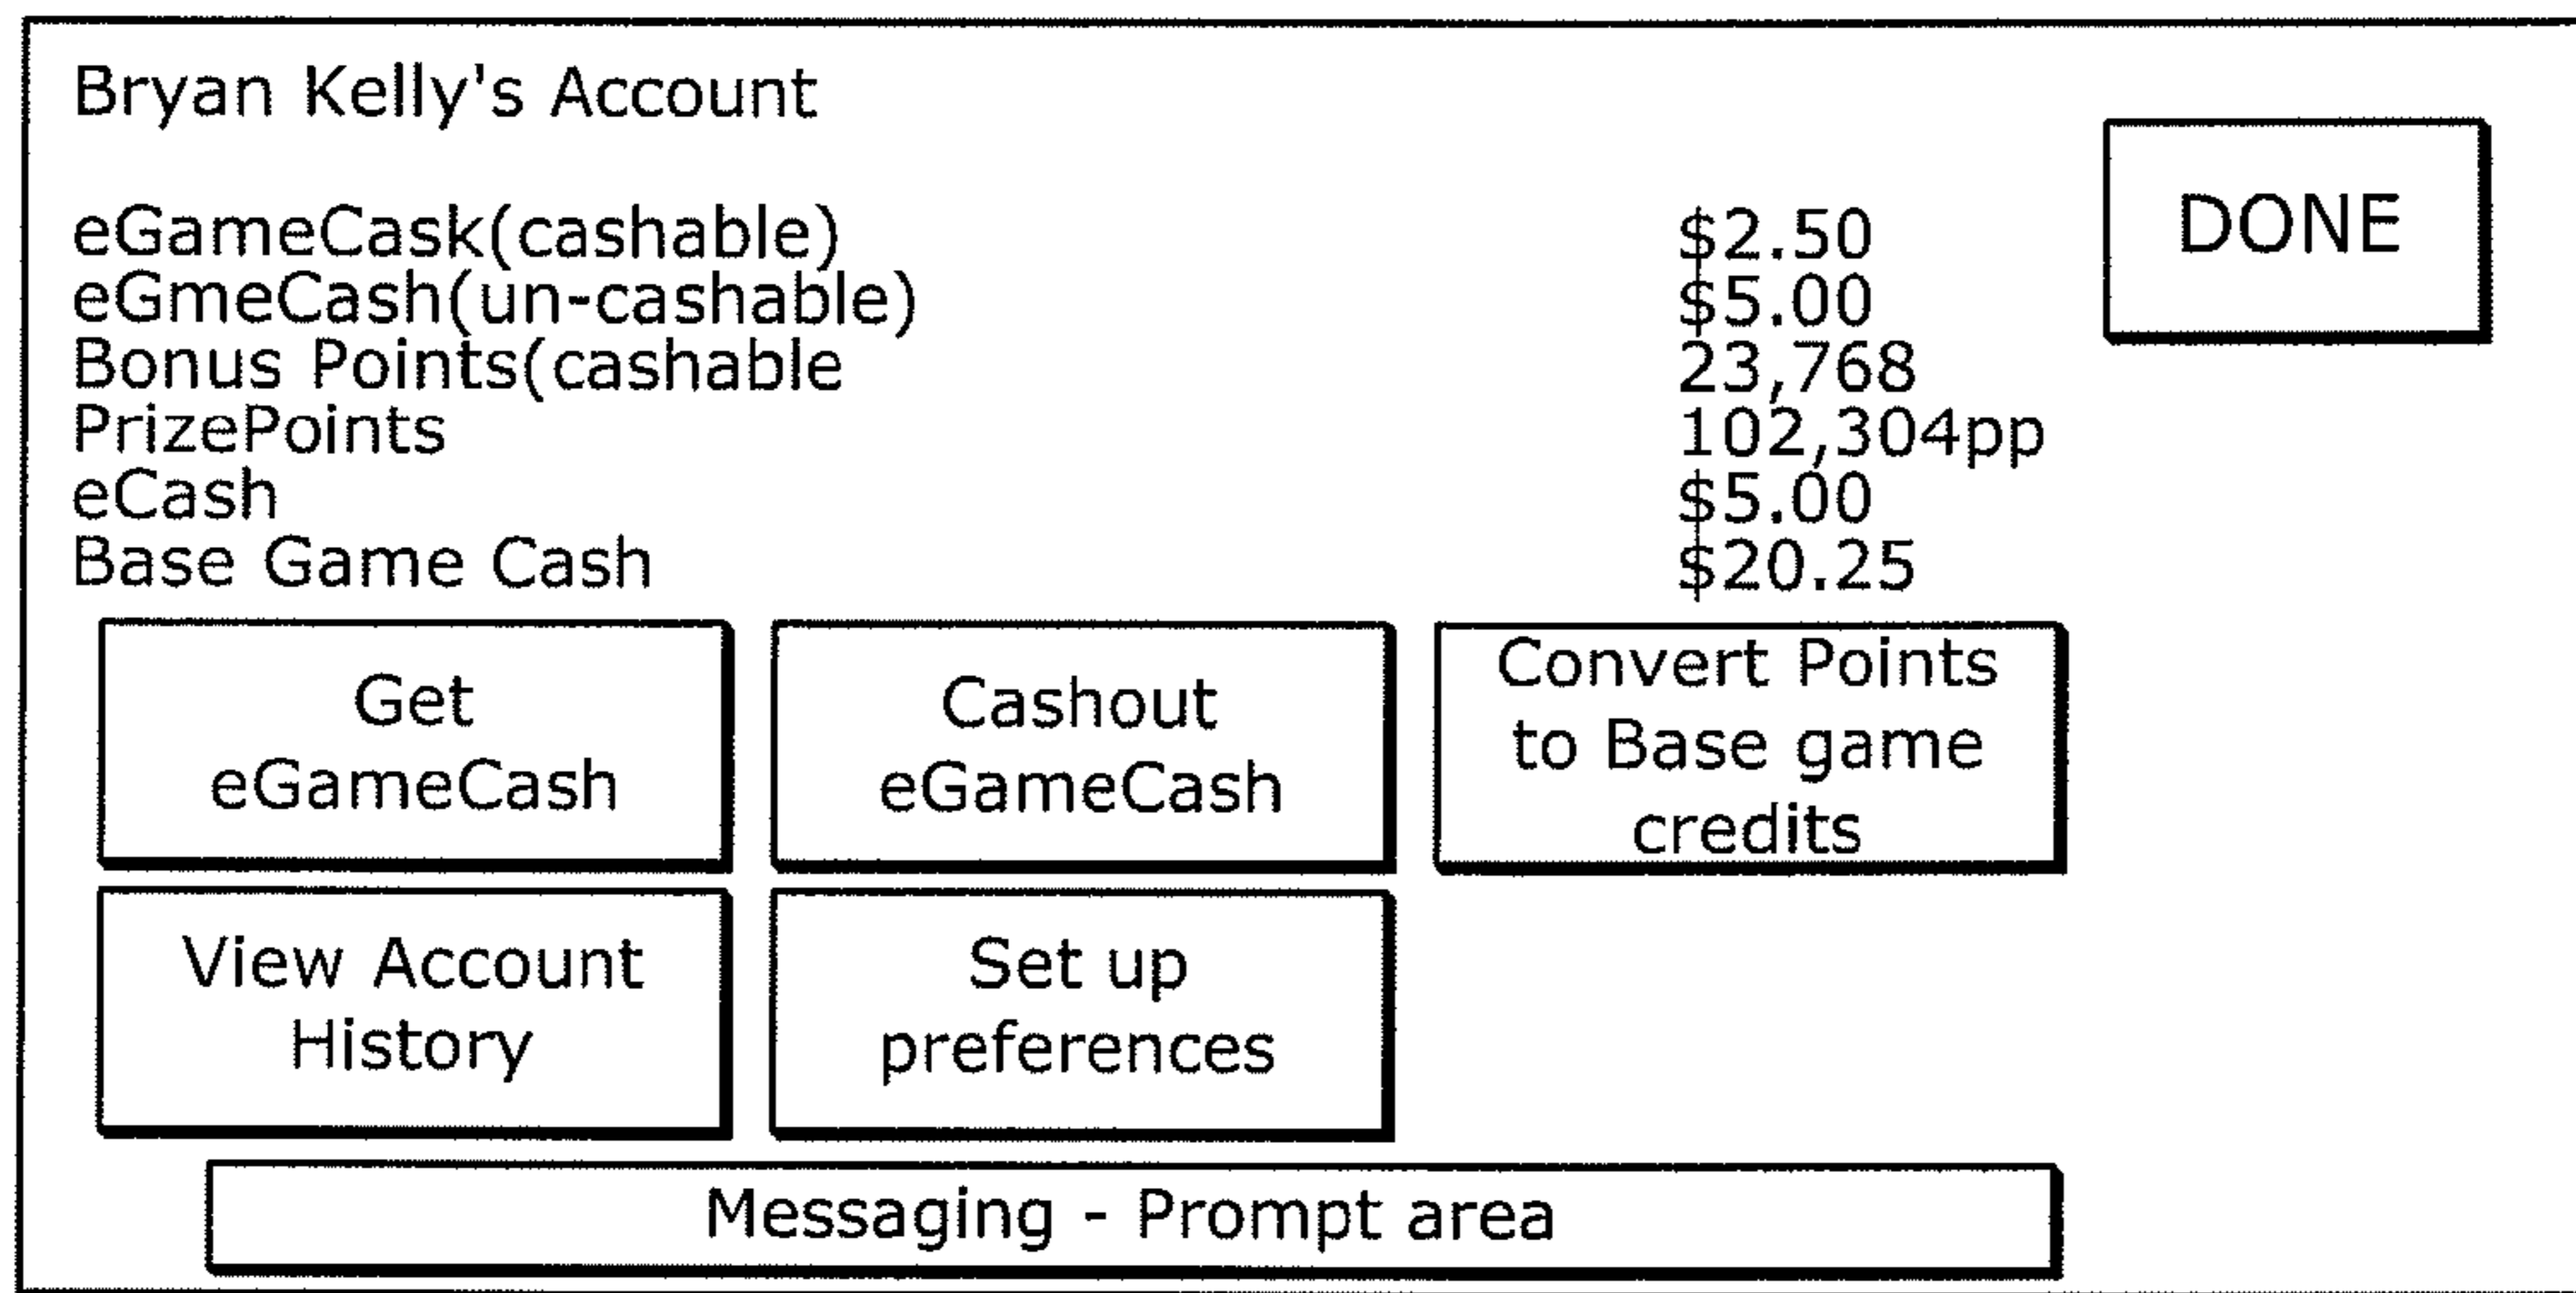 Bryan Kelly's Account
DONE
eGameCask(cashable) $2.50
eGmeCash(un-cashable) $5.00
Bonus Points(cashable 23,768
PrizePoints 102,304pp
eCash $5.00
Base Game Cash $20.25
Get
eGameCash
Cashout
eGameCash
Convert Points
to Base game
credits
View Account
History
Set up
preferences
Messaging - Prompt area